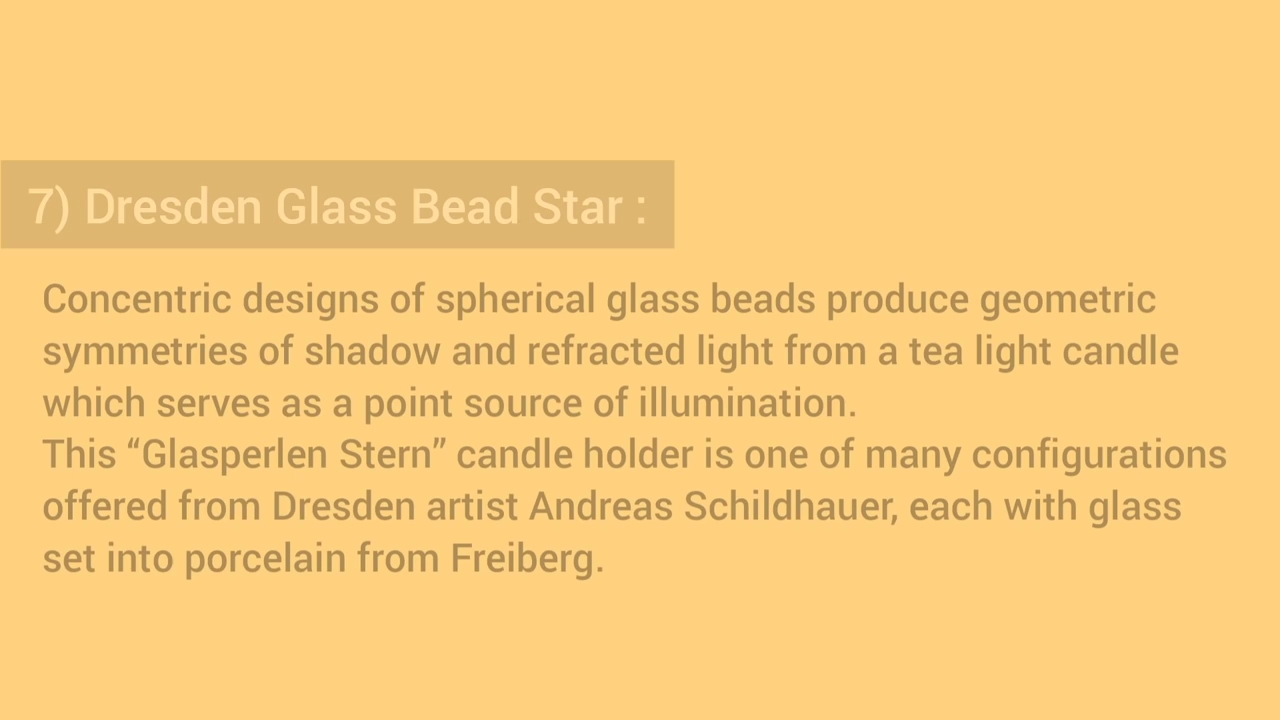 7) Dresden Glass Bead Star :
Concentric designs of spherical glass beads produce geometric
symmetries of shadow and refracted light from a tea light candle
which serves as a point source of illumination.
This “Glasperlen Stern” candle holder is one of many configurations
offered from Dresden artist Andreas Schildhauer, each with glass
set into porcelain from Freiberg.